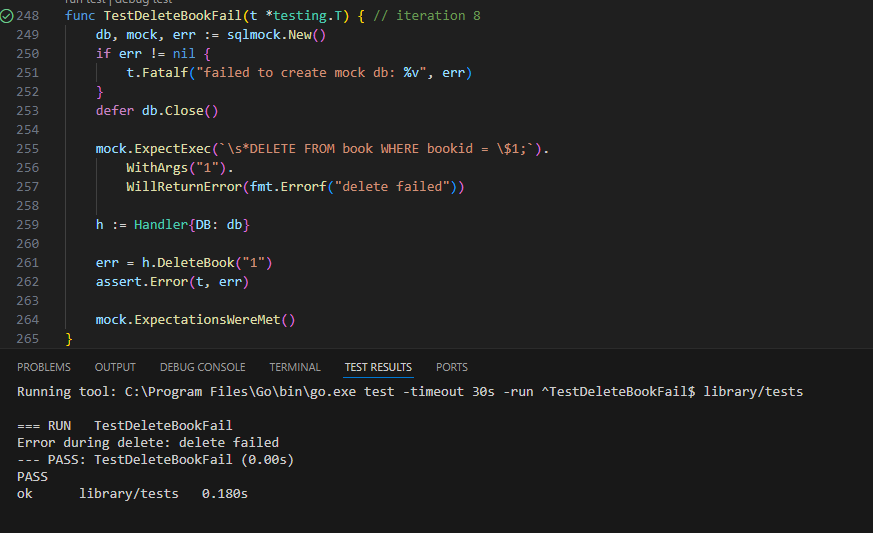 run test | debug test
248 func TestDeleteBookFail(t *testing.T) { // iteration 8
249     db, mock, err := sqlmock.New()
250     if err != nil {
251         t.Fatalf("failed to create mock db: %v", err)
252     }
253     defer db.Close()
254
255     mock.ExpectExec(`\s*DELETE FROM book WHERE bookid = \$1;`).
256         WithArgs("1").
257         WillReturnError(fmt.Errorf("delete failed"))
258
259     h := Handler{DB: db}
260
261     err = h.DeleteBook("1")
262     assert.Error(t, err)
263
264     mock.ExpectationsWereMet()
265 }
PROBLEMS OUTPUT DEBUG CONSOLE TERMINAL TEST RESULTS PORTS
Running tool: C:\Program Files\Go\bin\go.exe test -timeout 30s -run ^TestDeleteBookFail$ library/tests
=== RUN   TestDeleteBookFail
Error during delete: delete failed
--- PASS: TestDeleteBookFail (0.00s)
PASS
ok      library/tests   0.180s